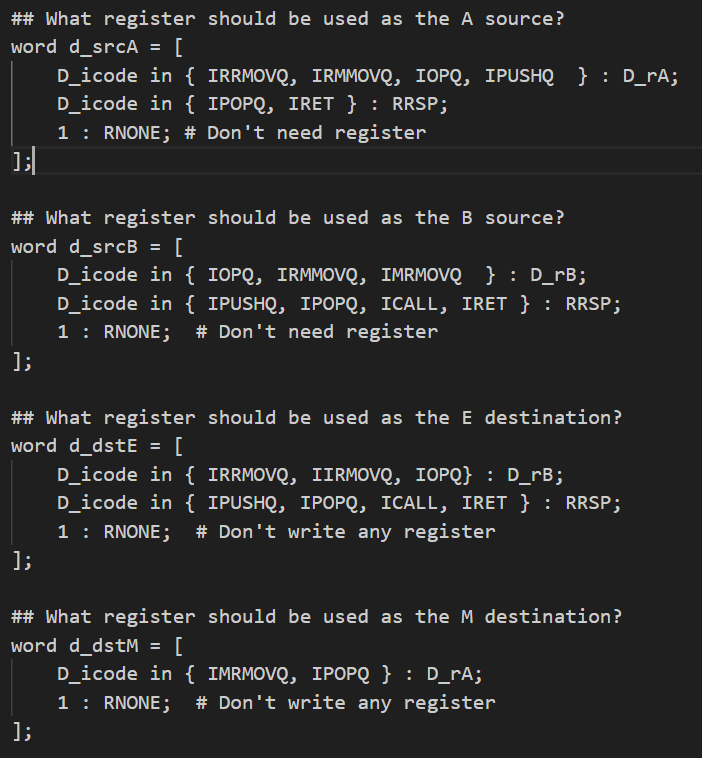 ## What register should be used as the A source?
word d_srcA = [
    D_icode in { IRRMOVQ, IRMMOVQ, IOPQ, IPUSHQ  } : D_rA;
    D_icode in { IPOPQ, IRET } : RRSP;
    1 : RNONE; # Don't need register
];
## What register should be used as the B source?
word d_srcB = [
    D_icode in { IOPQ, IRMMOVQ, IMRMOVQ  } : D_rB;
    D_icode in { IPUSHQ, IPOPQ, ICALL, IRET } : RRSP;
    1 : RNONE;  # Don't need register
];
## What register should be used as the E destination?
word d_dstE = [
    D_icode in { IRRMOVQ, IIRMOVQ, IOPQ} : D_rB;
    D_icode in { IPUSHQ, IPOPQ, ICALL, IRET } : RRSP;
    1 : RNONE;  # Don't write any register
];
## What register should be used as the M destination?
word d_dstM = [
    D_icode in { IMRMOVQ, IPOPQ } : D_rA;
    1 : RNONE;  # Don't write any register
];